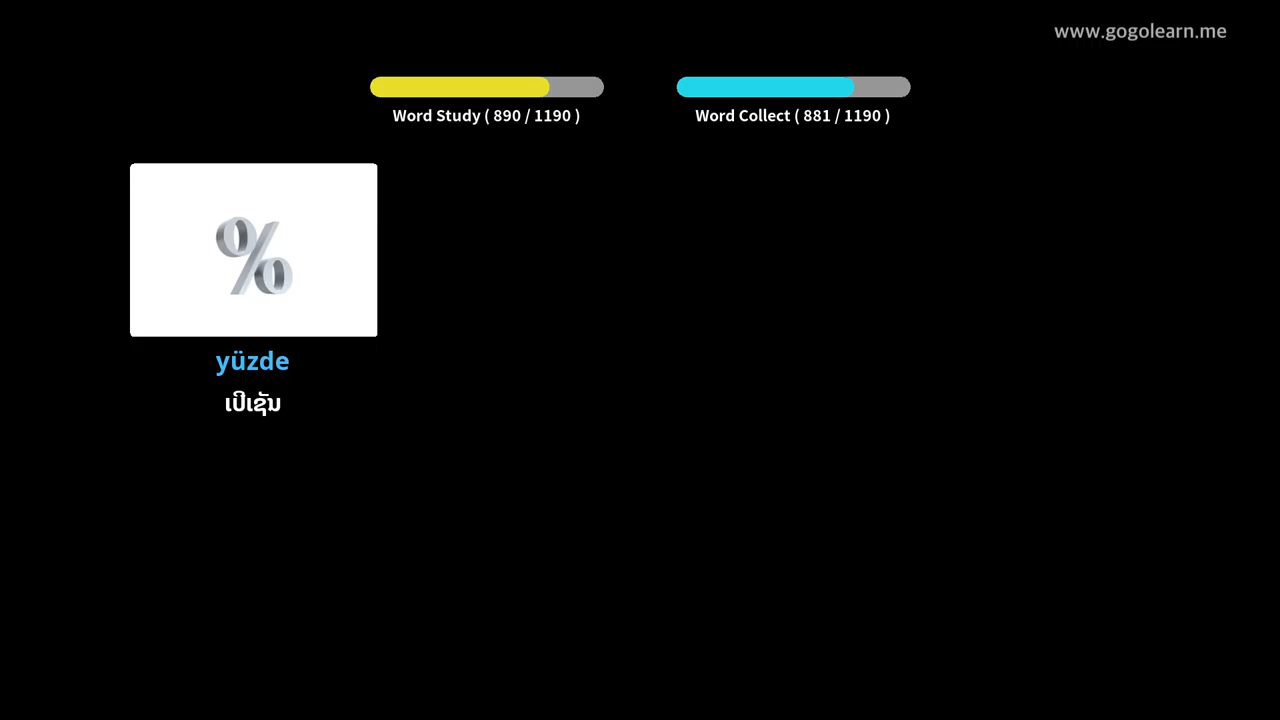 www.gogolearn.me
Word Study ( 890 / 1190 )
Word Collect ( 881 / 1190 )
%
yüzde
ເປີເຊັນ